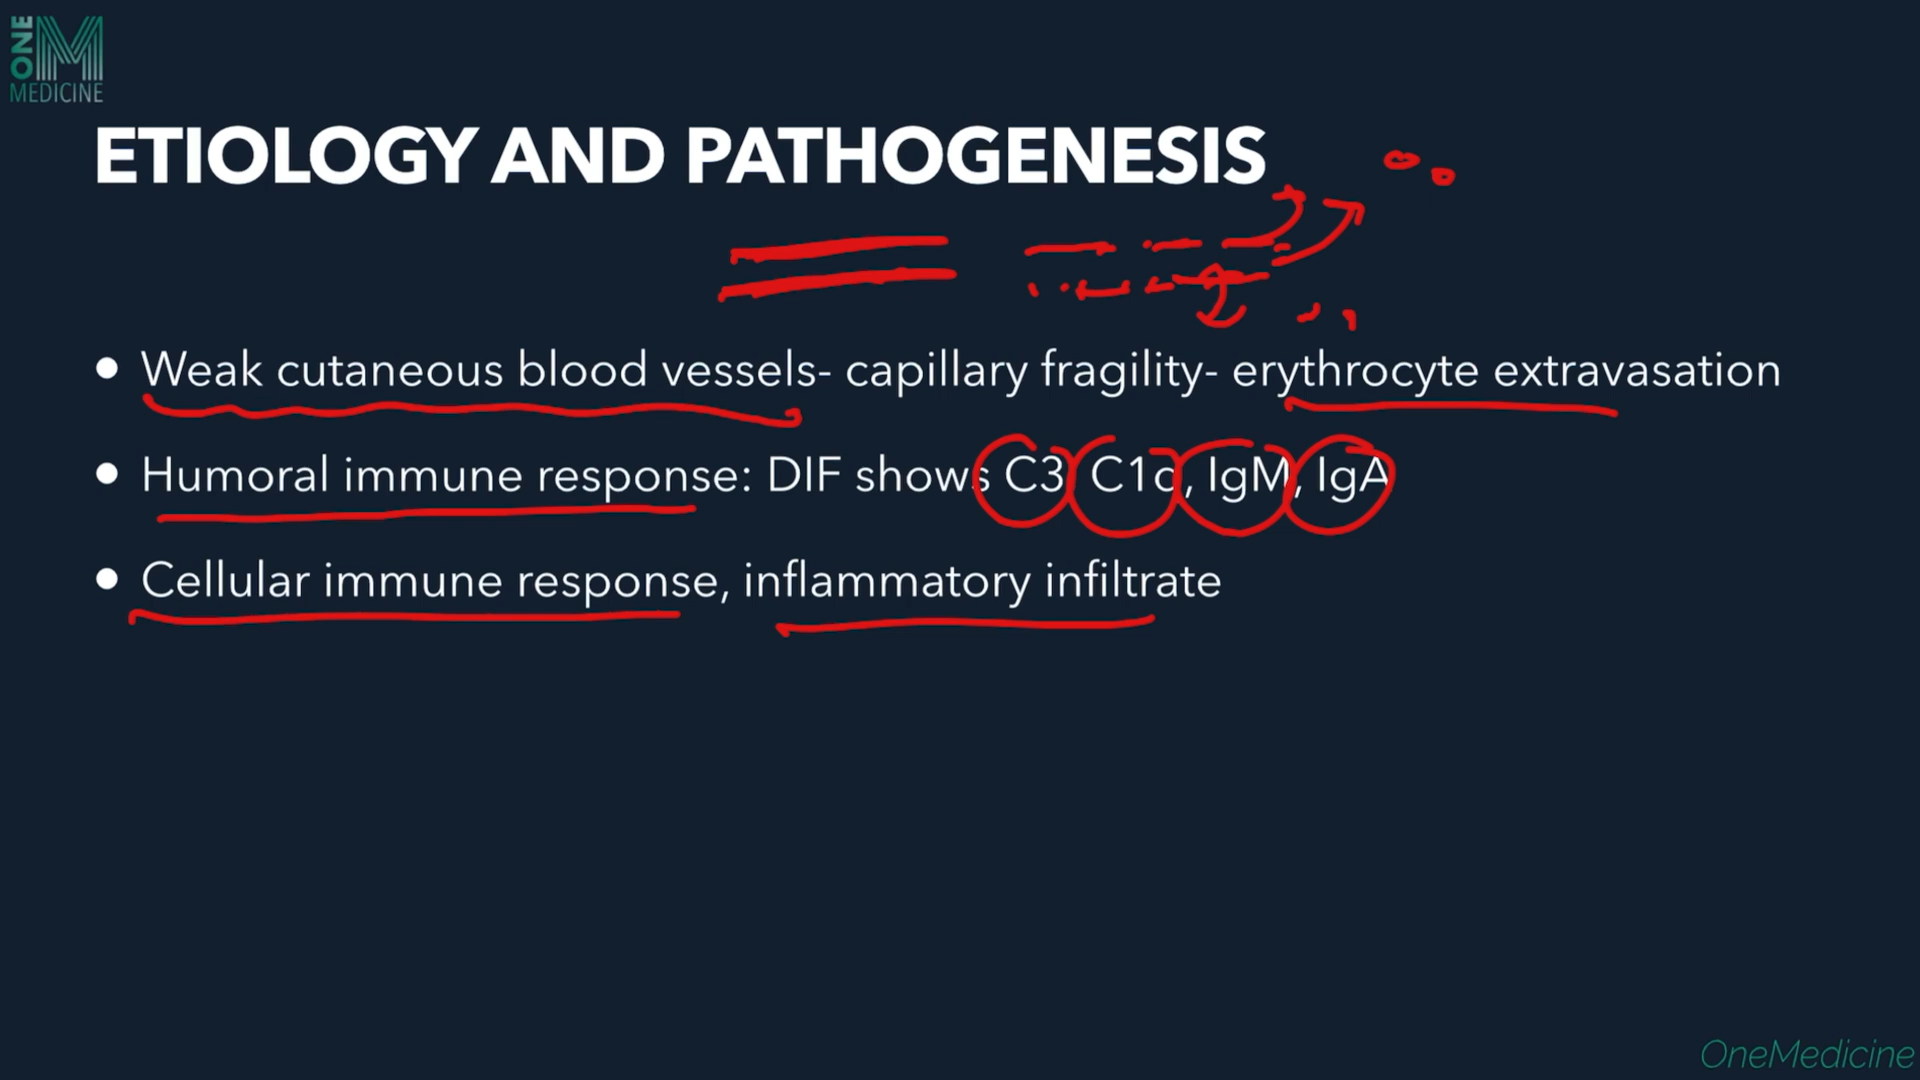 ONE
M
MEDICINE
ETIOLOGY AND PATHOGENESIS
• Weak cutaneous blood vessels- capillary fragility- erythrocyte extravasation
• Humoral immune response: DIF shows C3, C1c, IgM, IgA
• Cellular immune response, inflammatory infiltrate
OneMedicine